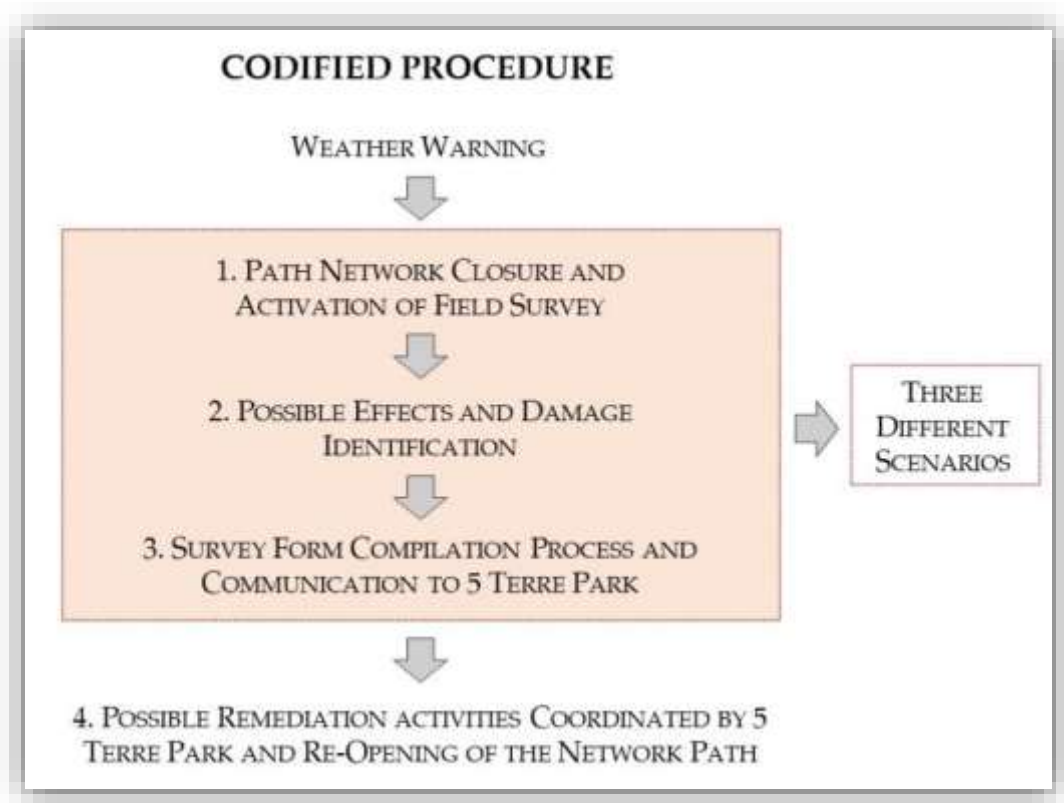 CODIFIED PROCEDURE
WEATHER WARNING
1. PATH NETWORK CLOSURE AND
ACTIVATION OF FIELD SURVEY
2. POSSIBLE EFFECTS AND DAMAGE
IDENTIFICATION
3. SURVEY FORM COMPILATION PROCESS AND
COMMUNICATION TO 5 TERRE PARK
THREE
DIFFERENT
SCENARIOS
4. POSSIBLE REMEDIATION ACTIVITIES COORDINATED BY 5
TERRE PARK AND RE-OPENING OF THE NETWORK PATH